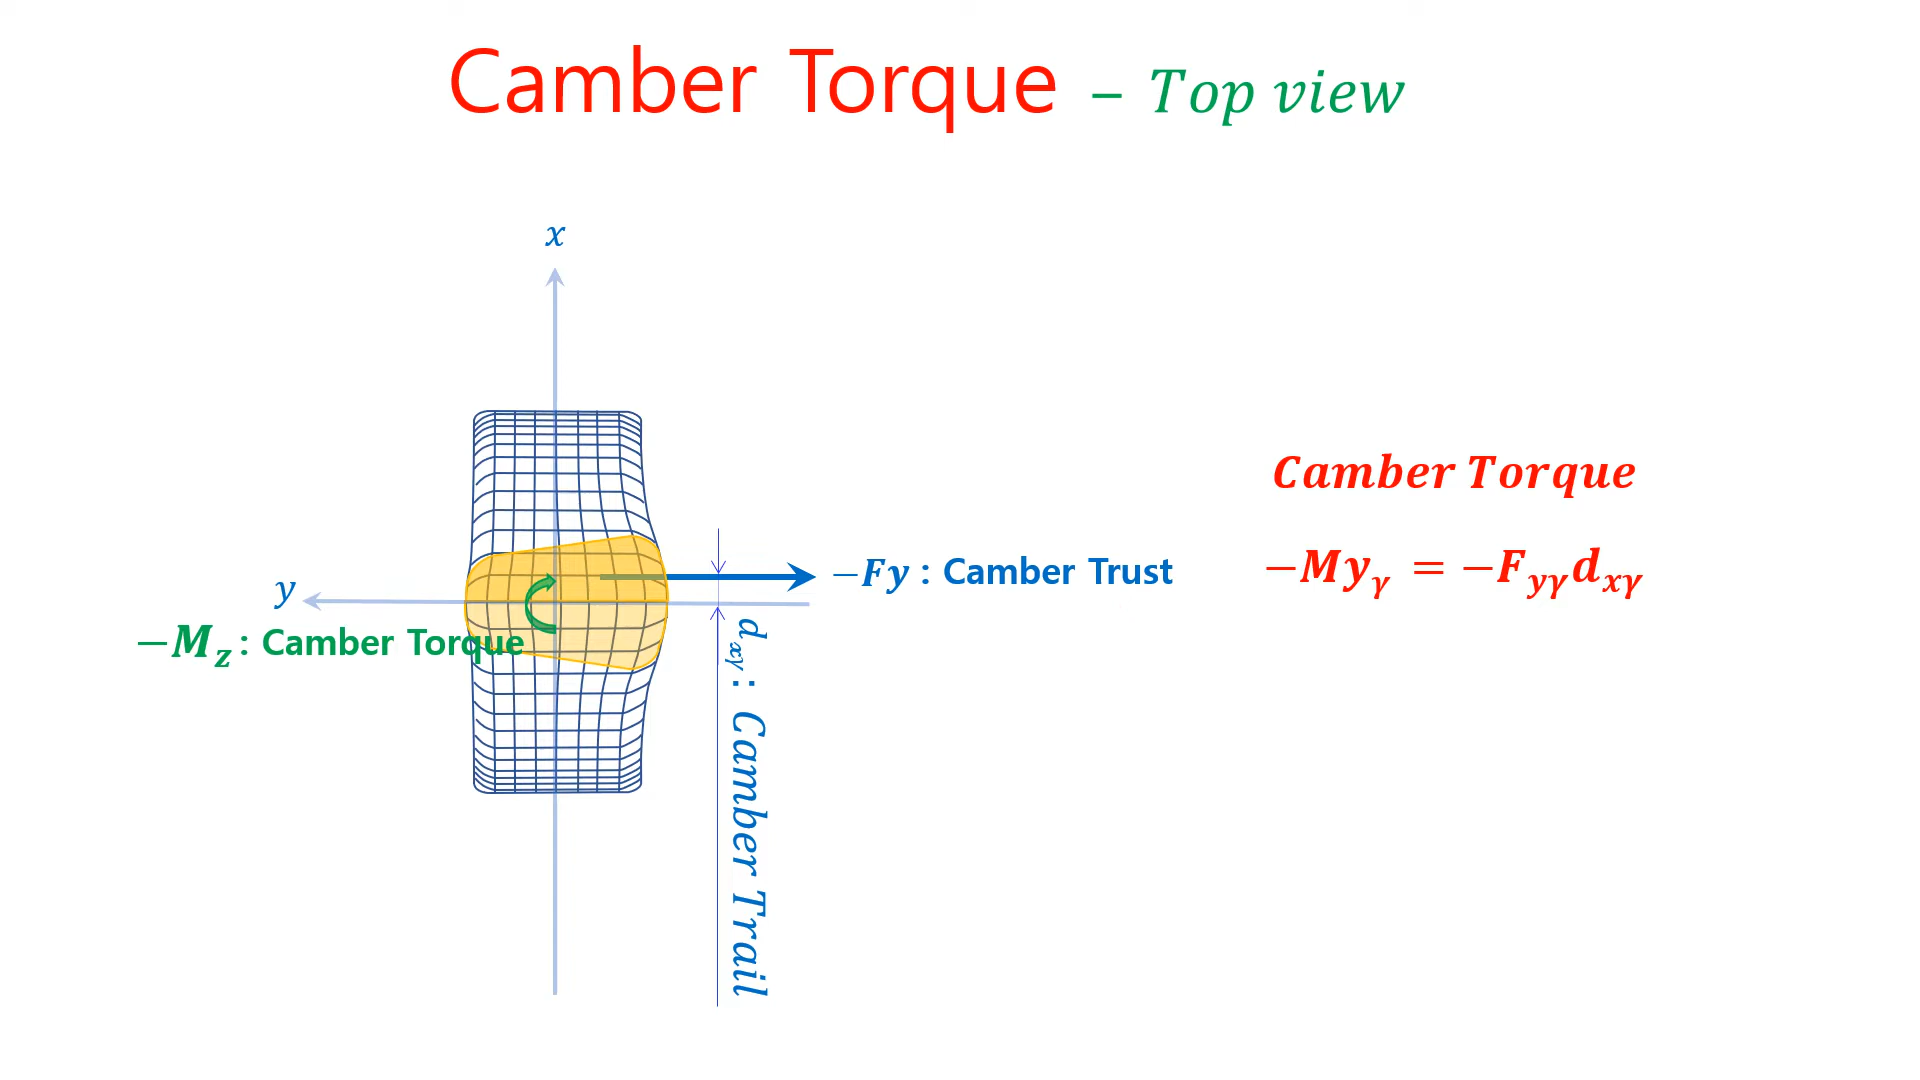 Camber Torque – Top view
x
y
−Fy : Camber Trust
−Mz : Camber Torque
dxγ : Camber Trail
Camber Torque
−Myγ = −Fyγdxγ